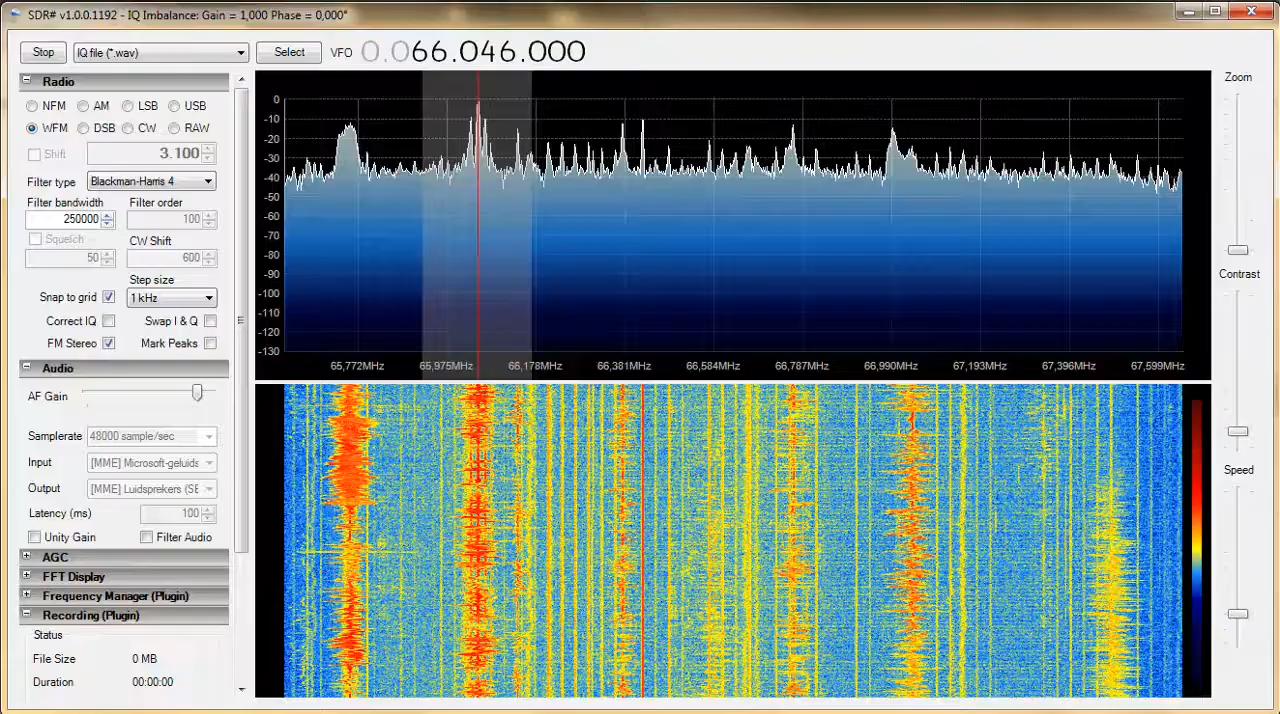 SDR# v1.0.0.1192 - IQ Imbalance: Gain = 1,000 Phase = 0,000°
Stop IQ file (*.wav) Select VFO 0.066.046.000
Zoom
Radio
NFM AM LSB USB
WFM DSB CW RAW
Shift 3.100
Filter type Blackman-Harris 4
Filter bandwidth Filter order
250000 100
Squelch CW Shift
50 600
Step size
Snap to grid 1 kHz
Correct IQ Swap I & Q
FM Stereo Mark Peaks
Audio
AF Gain
Samplerate 48000 sample/sec
Input [MME] Microsoft-geluids
Output [MME] Luidsprekers (SE
Latency (ms) 100
Unity Gain Filter Audio
AGC
FFT Display
Frequency Manager (Plugin)
Recording (Plugin)
Status
File Size 0 MB
Duration 00:00:00
0
-10
-20
-30
-40
-50
-60
-70
-80
-90
-100
-110
-120
-130
65,772MHz 65,975MHz 66,178MHz 66,381MHz 66,584MHz 66,787MHz 66,990MHz 67,193MHz 67,396MHz 67,599MHz
Contrast
Speed